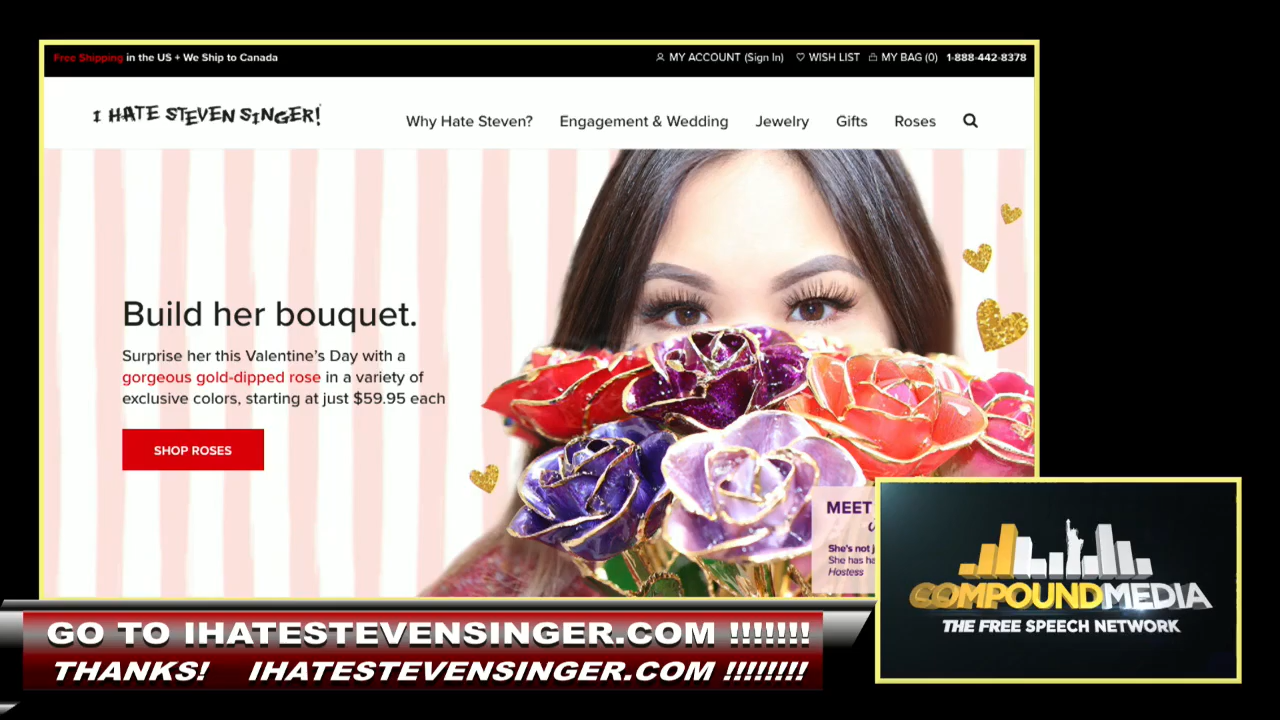 Free Shipping in the US + We Ship to Canada
MY ACCOUNT (Sign In) WISH LIST MY BAG (0) 1-888-442-8378
I HATE STEVEN SINGER!
Why Hate Steven? Engagement & Wedding Jewelry Gifts Roses
Build her bouquet.
Surprise her this Valentine's Day with a
gorgeous gold-dipped rose in a variety of
exclusive colors, starting at just $59.95 each
SHOP ROSES
MEET
She's not
She has
Hostess
COMPOUNDMEDIA
THE FREE SPEECH NETWORK
GO TO IHATESTEVENSINGER.COM !!!!!!!
THANKS! IHATESTEVENSINGER.COM !!!!!!!!